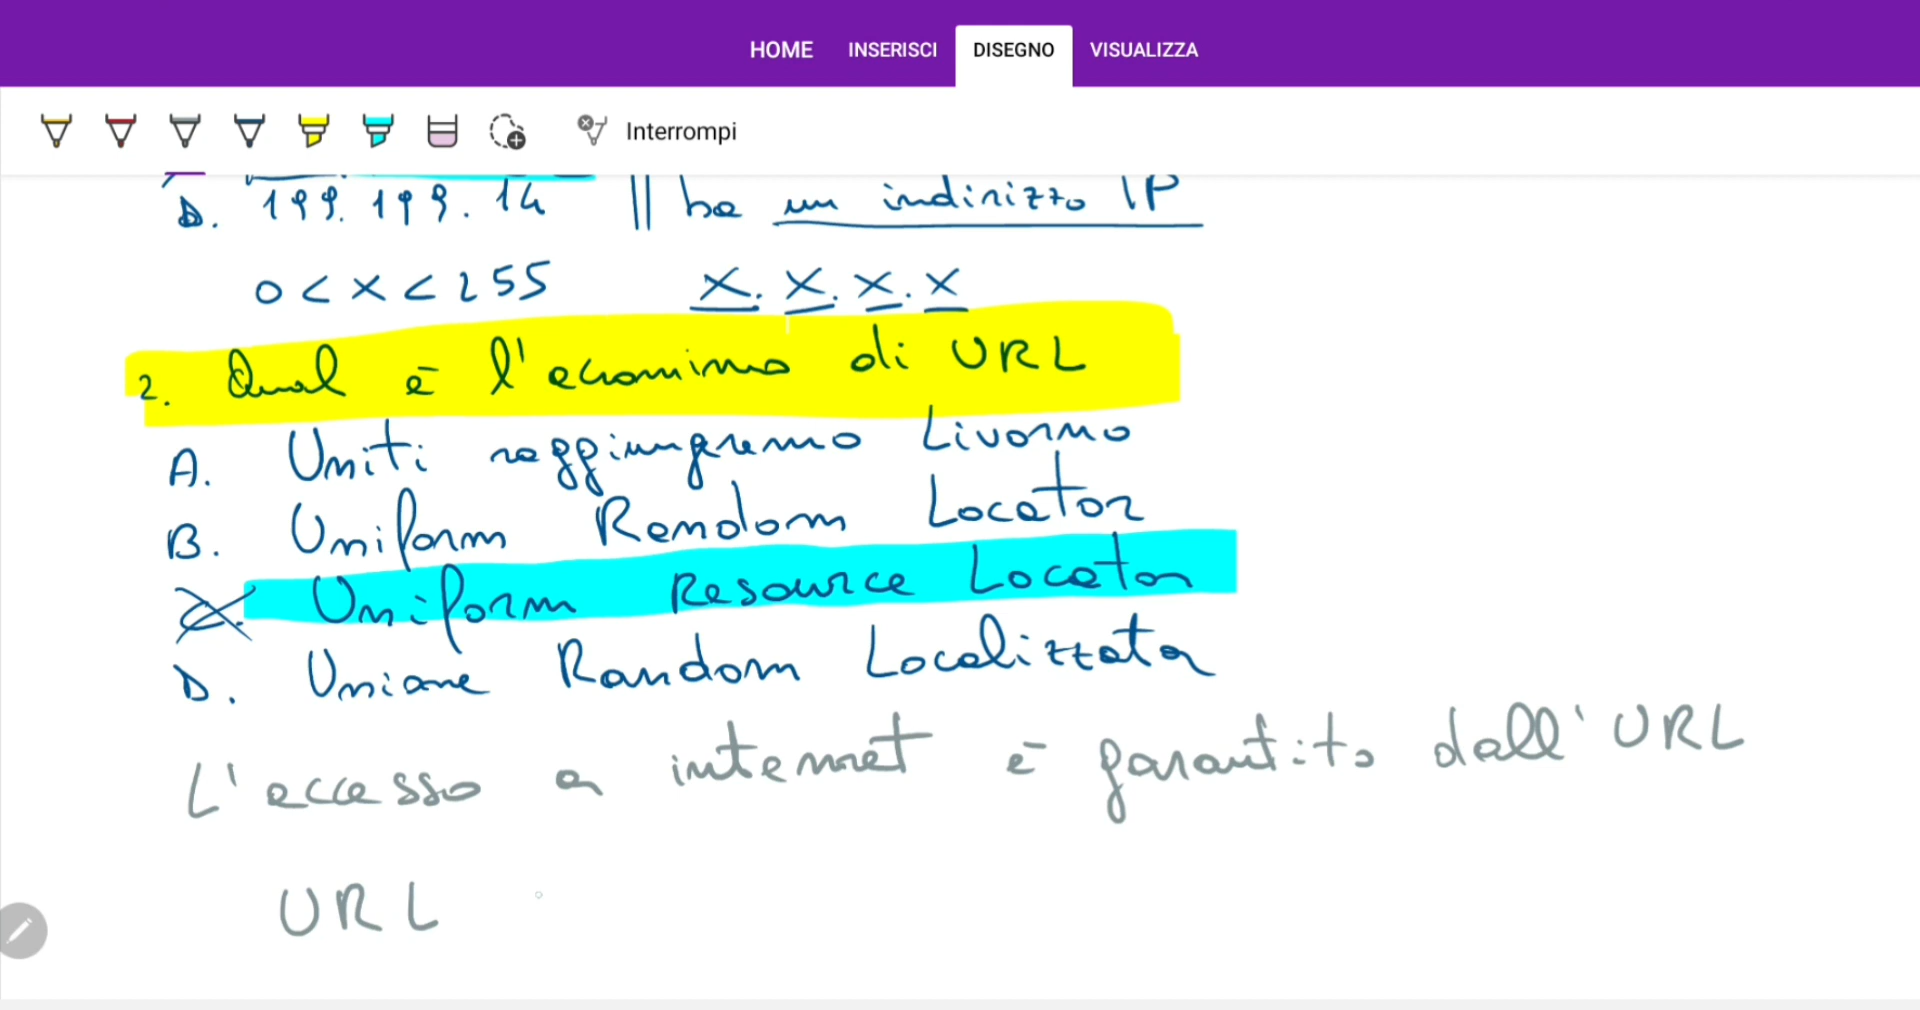 HOME INSERISCI DISEGNO VISUALIZZA
Interrompi
D. 199. 199. 14 || ha un indirizzo IP
0 < x < 255 x. x. x. x
2. Qual è l'acronimo di URL
A. Uniti raggiungeremo Livorno
B. Uniform Random Locator
C. Uniform Resource Locator
D. Unione Random Localizzata
L'accesso a internet è garantito dall'URL
URL